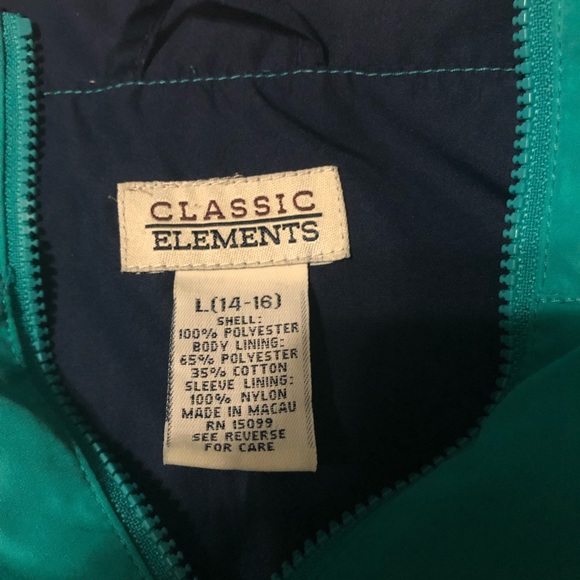 CLASSIC
ELEMENTS
L(14-16)
SHELL:
100% POLYESTER
BODY LINING:
65% POLYESTER
35% COTTON
SLEEVE LINING:
100% NYLON
MADE IN MACAU
RN 15099
SEE REVERSE
FOR CARE